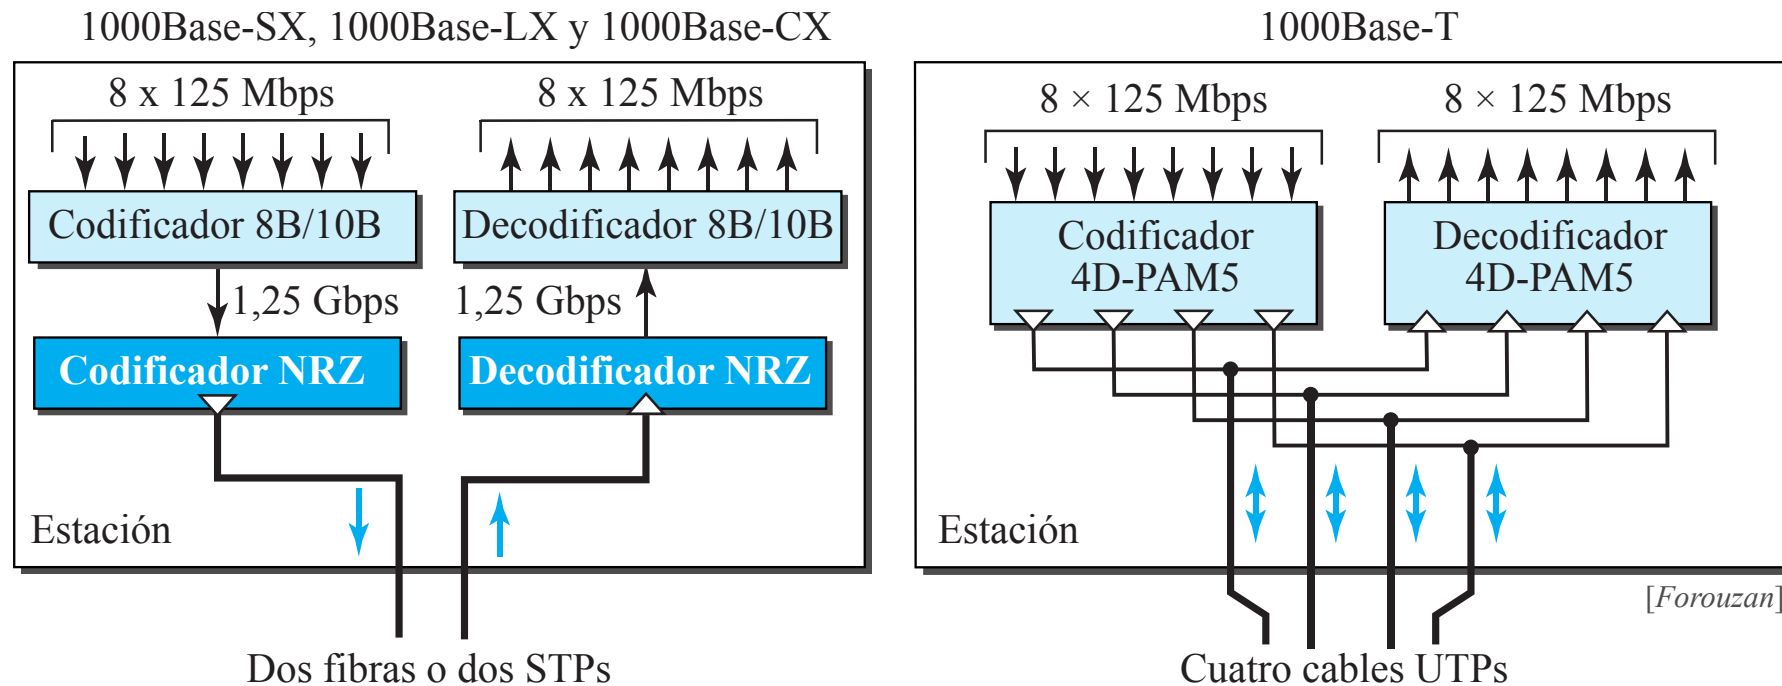 1000Base-SX, 1000Base-LX y 1000Base-CX
8 x 125 Mbps
8 x 125 Mbps
Codificador 8B/10B
Decodificador 8B/10B
1,25 Gbps
1,25 Gbps
Codificador NRZ
Decodificador NRZ
Estación
Dos fibras o dos STPs
1000Base-T
8 × 125 Mbps
8 × 125 Mbps
Codificador
4D-PAM5
Decodificador
4D-PAM5
Estación
[Forouzan]
Cuatro cables UTPs